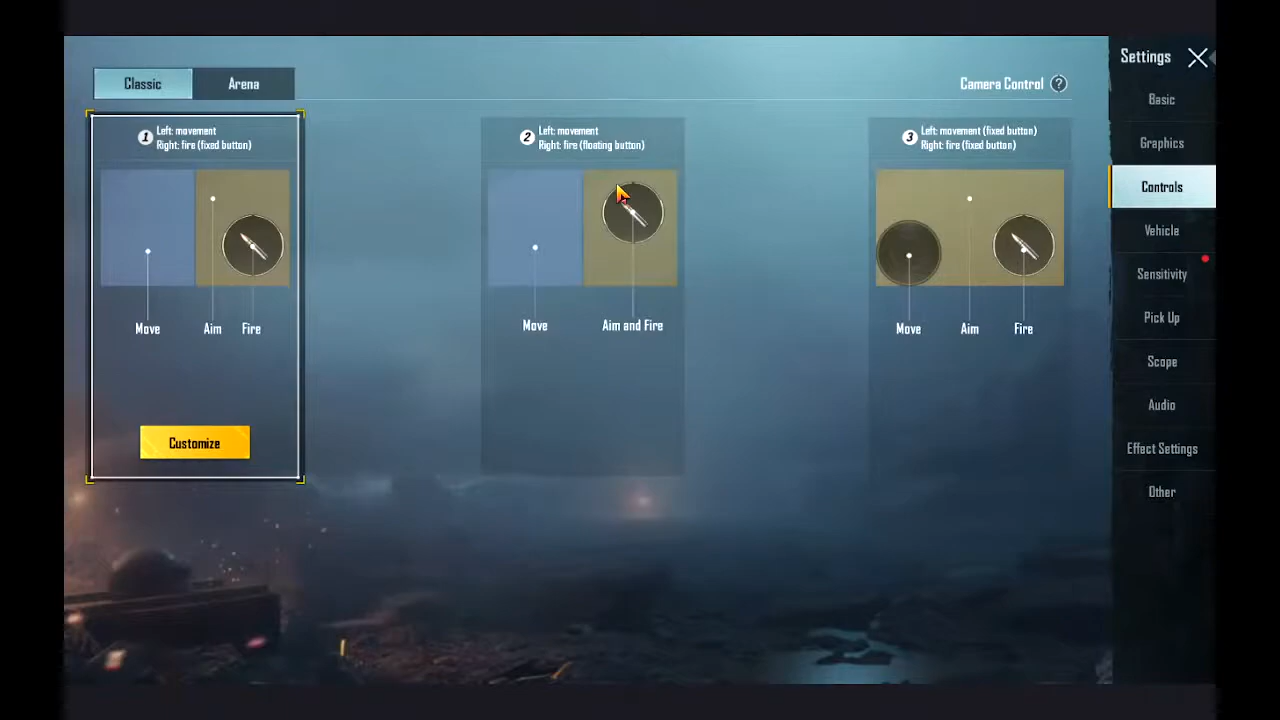 Classic
Arena
Camera Control ?
1
Left: movement
Right: fire (fixed button)
Move
Aim
Fire
Customize
2
Left: movement
Right: fire (floating button)
Move
Aim and Fire
3
Left: movement (fixed button)
Right: fire (fixed button)
Move
Aim
Fire
Settings
Basic
Graphics
Controls
Vehicle
Sensitivity
Pick Up
Scope
Audio
Effect Settings
Other